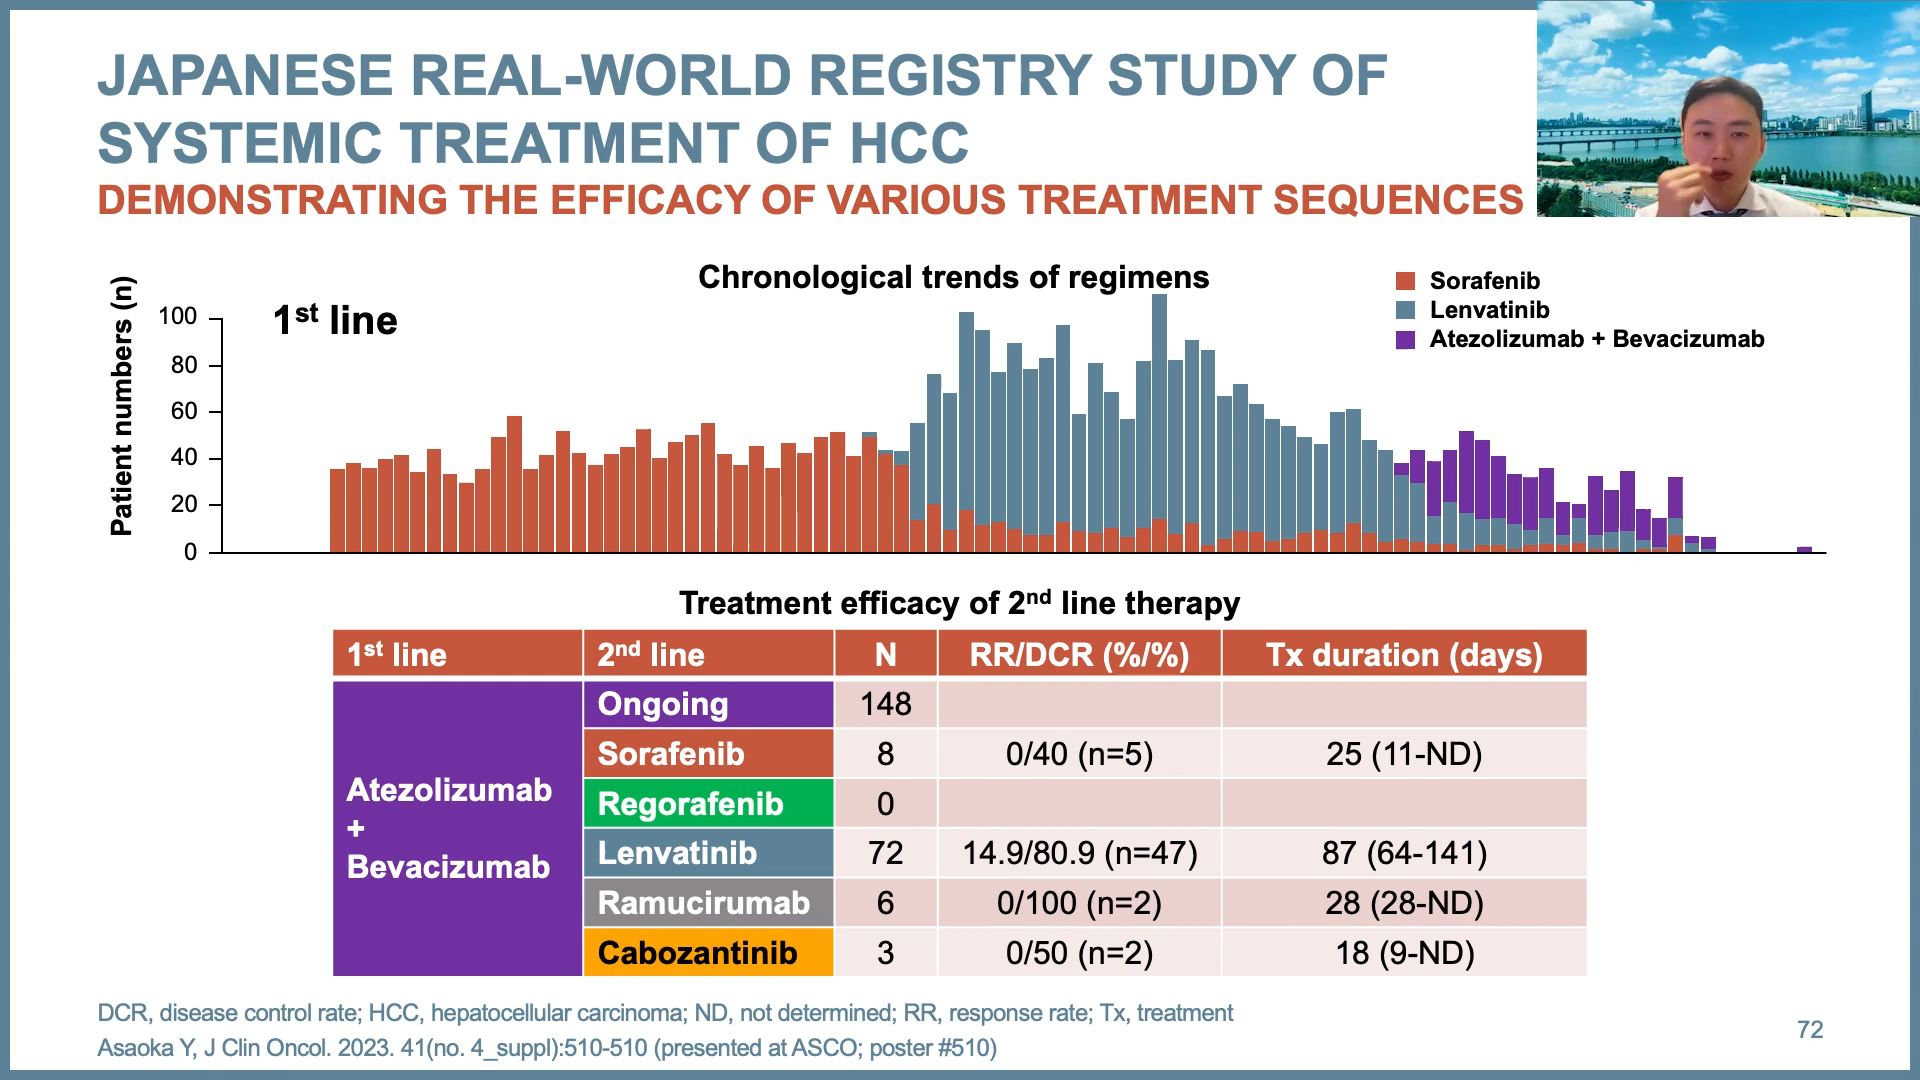 JAPANESE REAL-WORLD REGISTRY STUDY OF
SYSTEMIC TREATMENT OF HCC
DEMONSTRATING THE EFFICACY OF VARIOUS TREATMENT SEQUENCES
Chronological trends of regimens
1st line
Patient numbers (n)
100
80
60
40
20
0
Sorafenib
Lenvatinib
Atezolizumab + Bevacizumab
Treatment efficacy of 2nd line therapy
1st line 2nd line N RR/DCR (%/%) Tx duration (days)
Atezolizumab
+
Bevacizumab
Ongoing 148
Sorafenib 8 0/40 (n=5) 25 (11-ND)
Regorafenib 0
Lenvatinib 72 14.9/80.9 (n=47) 87 (64-141)
Ramucirumab 6 0/100 (n=2) 28 (28-ND)
Cabozantinib 3 0/50 (n=2) 18 (9-ND)
DCR, disease control rate; HCC, hepatocellular carcinoma; ND, not determined; RR, response rate; Tx, treatment
Asaoka Y, J Clin Oncol. 2023. 41(no. 4_suppl):510-510 (presented at ASCO; poster #510)
72